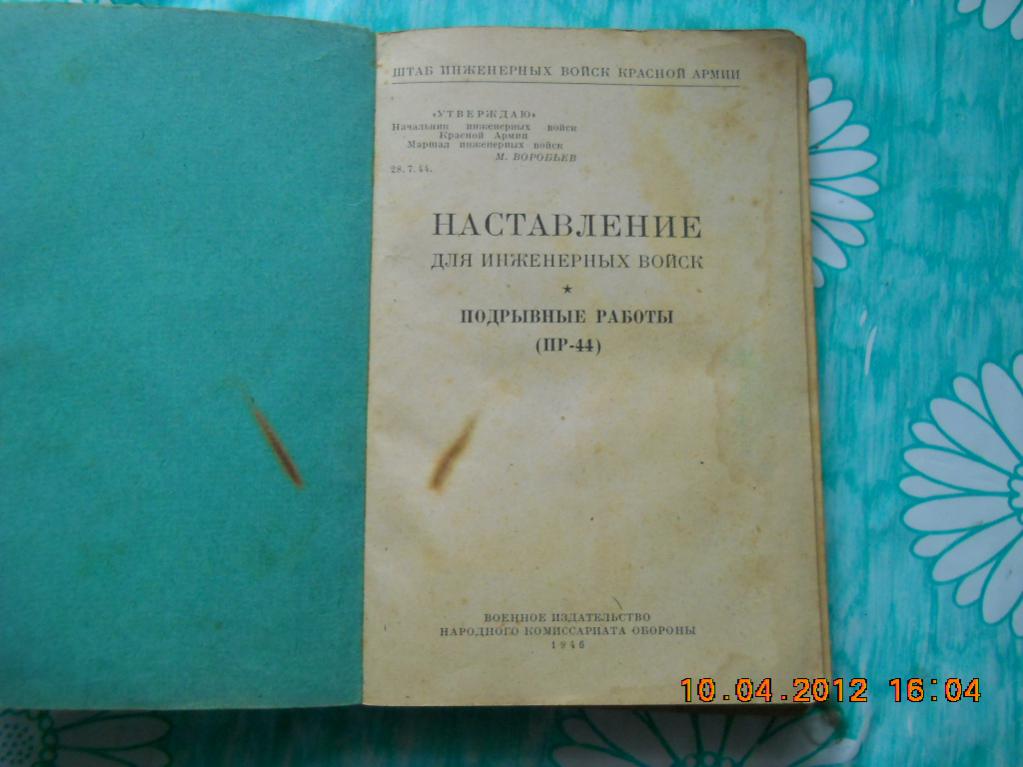 ШТАБ ИНЖЕНЕРНЫХ ВОЙСК КРАСНОЙ АРМИИ
«УТВЕРЖДАЮ»
Начальник инженерных войск
Красной Армии
Маршал инженерных войск
М. ВОРОБЬЕВ
28.7.44.
НАСТАВЛЕНИЕ
ДЛЯ ИНЖЕНЕРНЫХ ВОЙСК
★
ПОДРЫВНЫЕ РАБОТЫ
(ПР-44)
ВОЕННОЕ ИЗДАТЕЛЬСТВО
НАРОДНОГО КОМИССАРИАТА ОБОРОНЫ
1946
10.04.2012 16:04